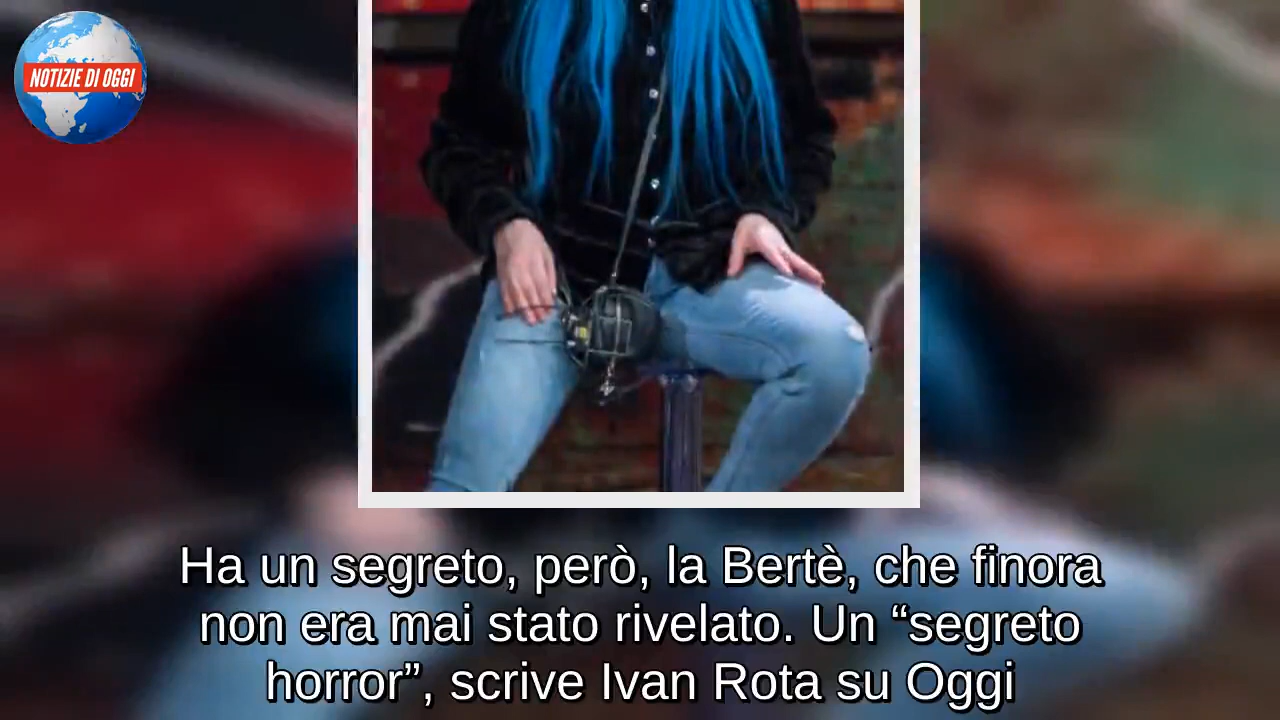 NOTIZIE DI OGGI
Ha un segreto, però, la Bertè, che finora
non era mai stato rivelato. Un “segreto
horror”, scrive Ivan Rota su Oggi